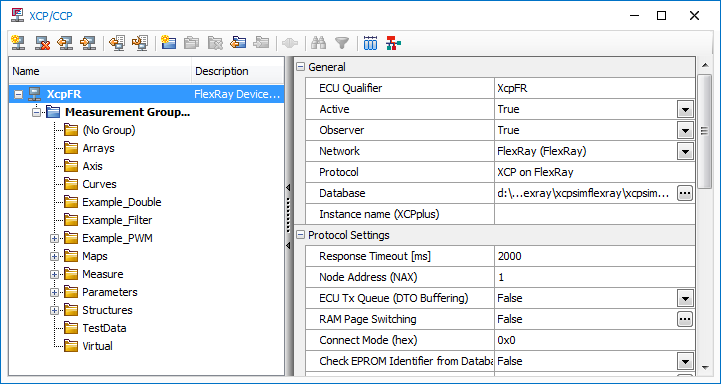 XCP/CCP
Name Description
XcpFR FlexRay Device...
Measurement Group...
(No Group)
Arrays
Axis
Curves
Example_Double
Example_Filter
Example_PWM
Maps
Measure
Parameters
Structures
TestData
Virtual
General
ECU Qualifier XcpFR
Active True
Observer True
Network FlexRay (FlexRay)
Protocol XCP on FlexRay
Database d:\...exray\xcpsimflexray\xcpsim...
Instance name (XCPplus)
Protocol Settings
Response Timeout [ms] 2000
Node Address (NAX) 1
ECU Tx Queue (DTO Buffering) False
RAM Page Switching False
Connect Mode (hex) 0x0
Check EPROM Identifier from Databa False